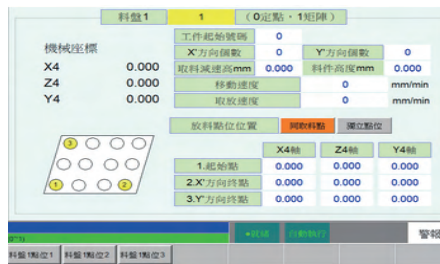 料盤1 1 (0定點,1矩陣)
工件起始號碼 0
機械座標 X'方向個數 0 Y'方向個數 0
X4 0.000 取料減速高mm 0.000 料件高度mm 0.000
Z4 0.000 移動速度 0 mm/min
Y4 0.000 取放速度 0 mm/min
放料點位位置 同取料點 獨立點位
X4軸 Z4軸 Y4軸
1.起始點 0.000 0.000 0.000
2.X'方向終點 0.000 0.000 0.000
3.Y'方向終點 0.000 0.000 0.000
3
1 2
●就緒 自動執行 警報
料盤1點位1 料盤1點位2 料盤1點位3